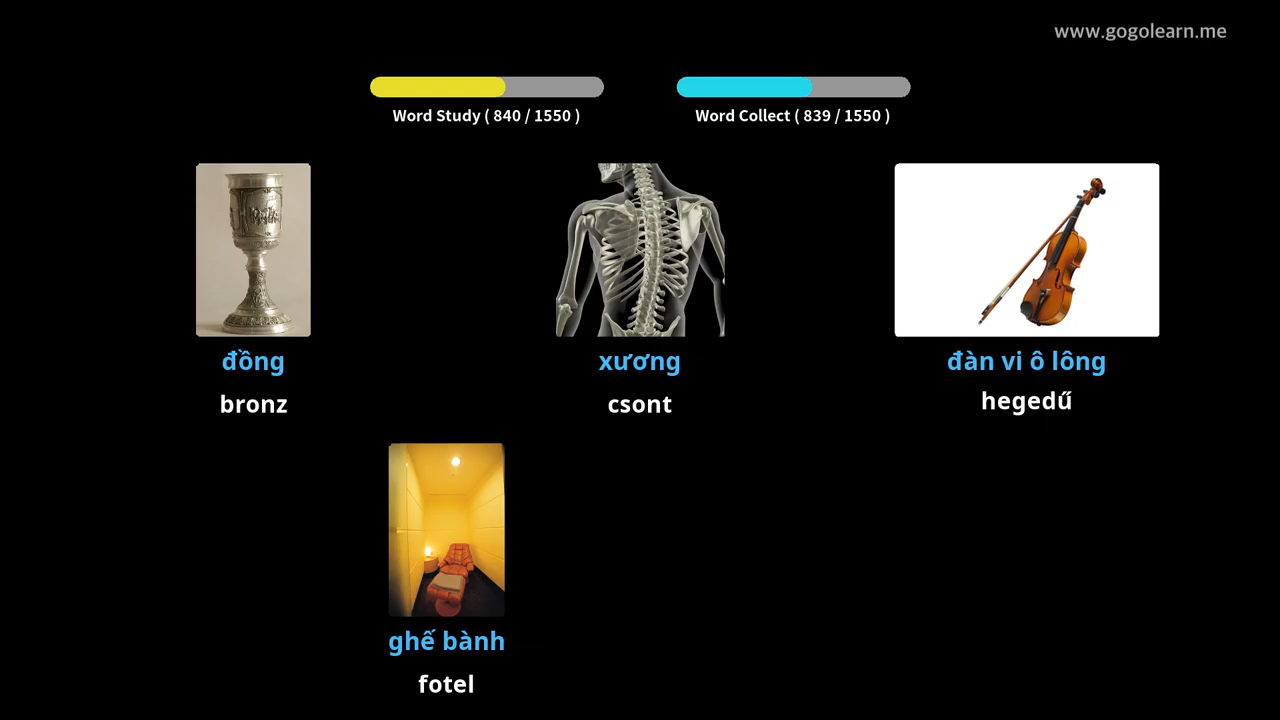 www.gogolearn.me
Word Study ( 840 / 1550 )
Word Collect ( 839 / 1550 )
đồng
bronz
xương
csont
đàn vi ô lông
hegedű
ghế bành
fotel